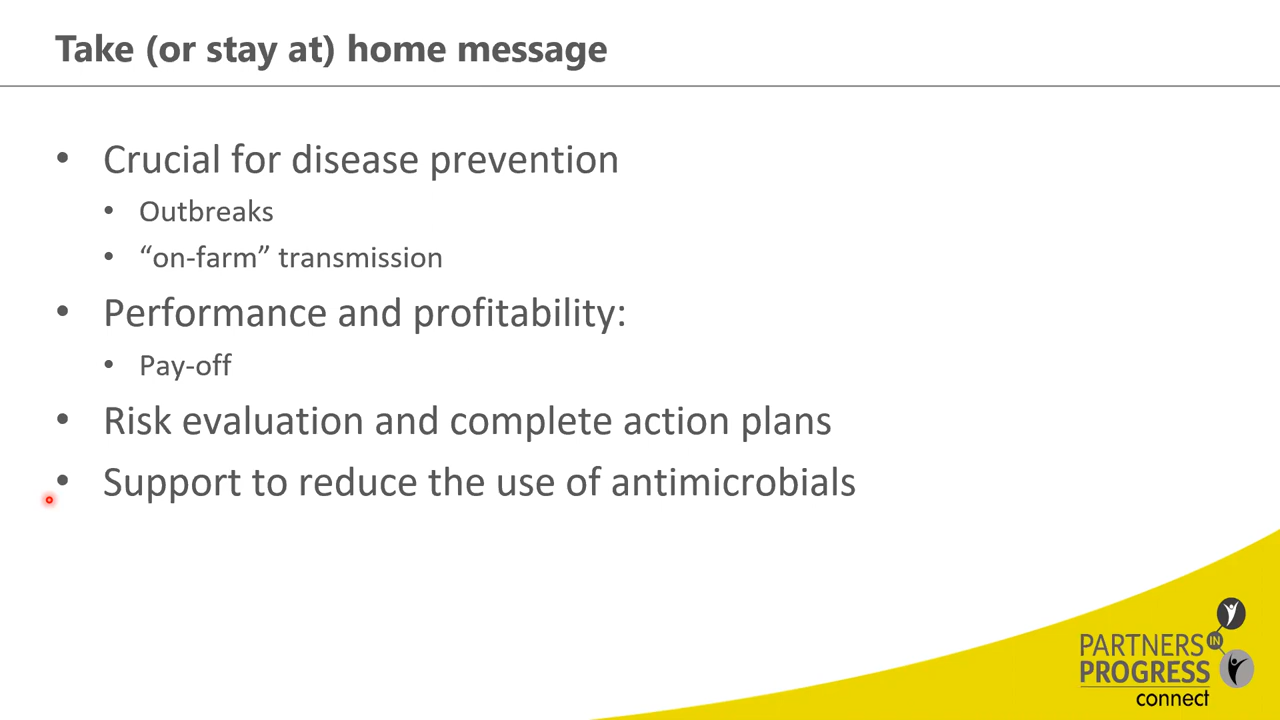 Take (or stay at) home message
• Crucial for disease prevention
• Outbreaks
• “on-farm” transmission
• Performance and profitability:
• Pay-off
• Risk evaluation and complete action plans
• Support to reduce the use of antimicrobials
PARTNERS IN
PROGRESS
connect